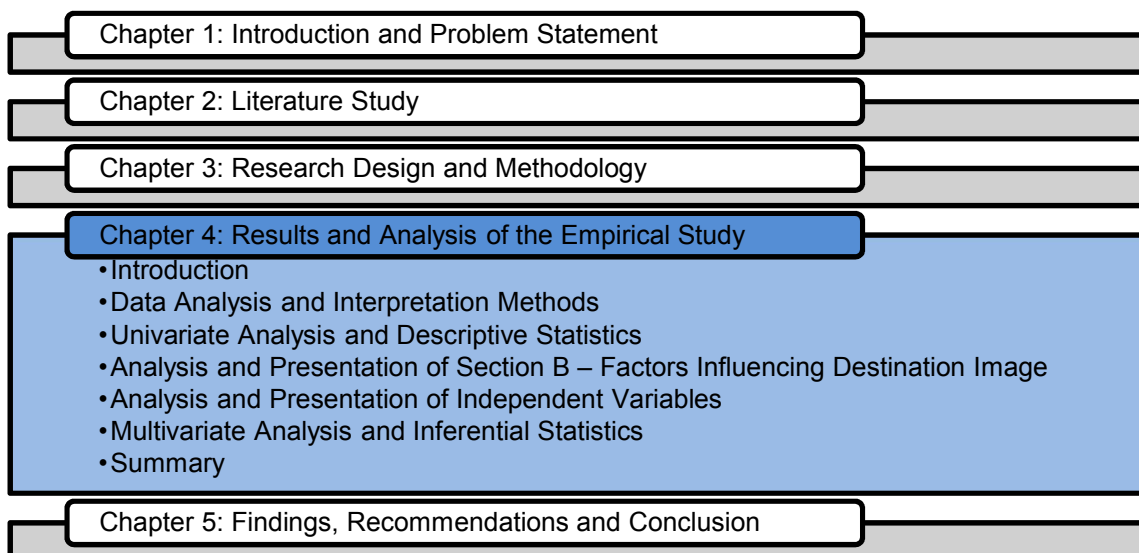 Chapter 1: Introduction and Problem Statement
Chapter 2: Literature Study
Chapter 3: Research Design and Methodology
Chapter 4: Results and Analysis of the Empirical Study
•Introduction
•Data Analysis and Interpretation Methods
•Univariate Analysis and Descriptive Statistics
•Analysis and Presentation of Section B – Factors Influencing Destination Image
•Analysis and Presentation of Independent Variables
•Multivariate Analysis and Inferential Statistics
•Summary
Chapter 5: Findings, Recommendations and Conclusion